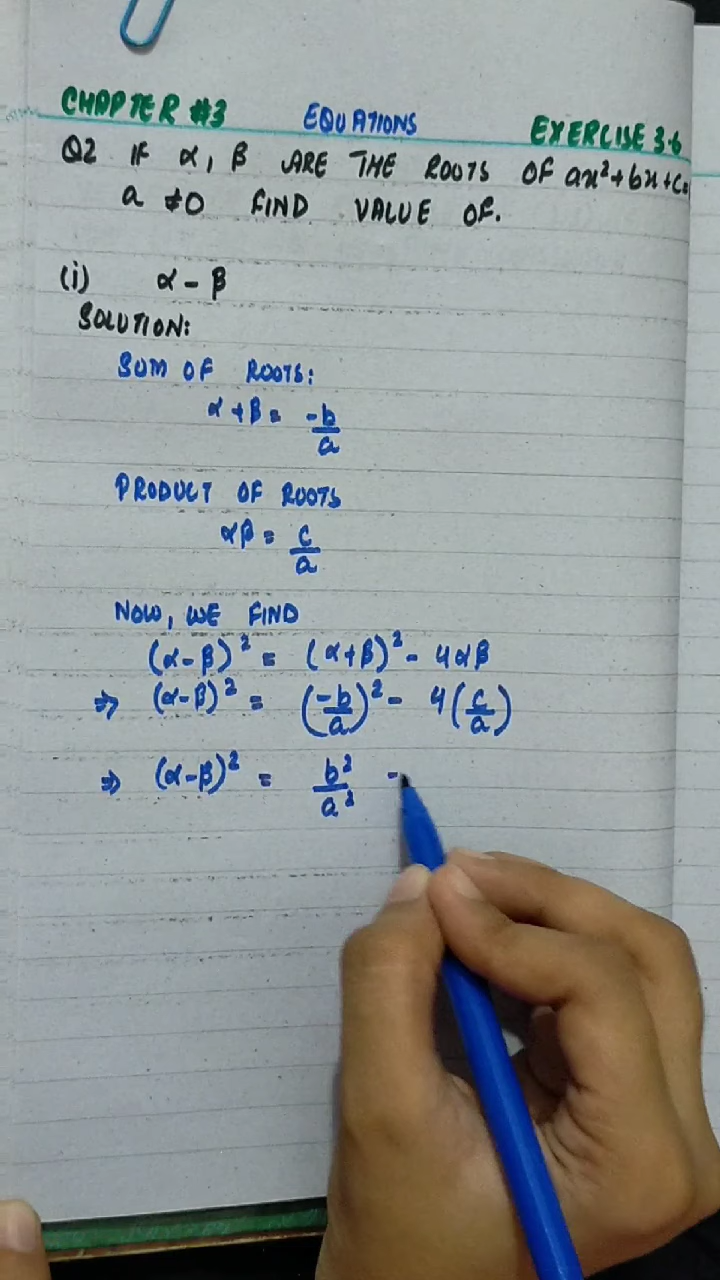 CHAPTER #3 EQUATIONS EXERCISE 3.6
Q2 IF α, β ARE THE ROOTS OF ax²+bx+c=
a ≠0 FIND VALUE OF.
(i) α - β
SOLUTION:
SUM OF ROOTS:
α + β = -b/a
PRODUCT OF ROOTS
αβ = c/a
NOW, WE FIND
(α-β)² = (α+β)² - 4αβ
⇒ (α-β)² = (-b/a)² - 4(c/a)
⇒ (α-β)² = b²/a² -